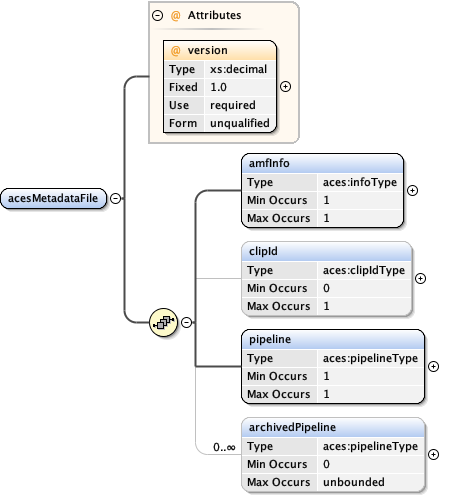 @ Attributes
@ version
Type xs:decimal
Fixed 1.0
Use required
Form unqualified
acesMetadataFile
amfInfo
Type aces:infoType
Min Occurs 1
Max Occurs 1
clipId
Type aces:clipIdType
Min Occurs 0
Max Occurs 1
pipeline
Type aces:pipelineType
Min Occurs 1
Max Occurs 1
0..∞
archivedPipeline
Type aces:pipelineType
Min Occurs 0
Max Occurs unbounded